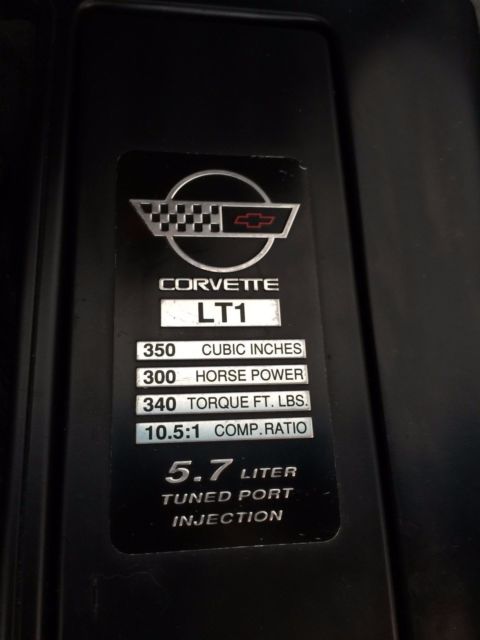 CORVETTE
LT1
350 CUBIC INCHES
300 HORSE POWER
340 TORQUE FT. LBS.
10.5:1 COMP. RATIO
5.7 LITER
TUNED PORT
INJECTION